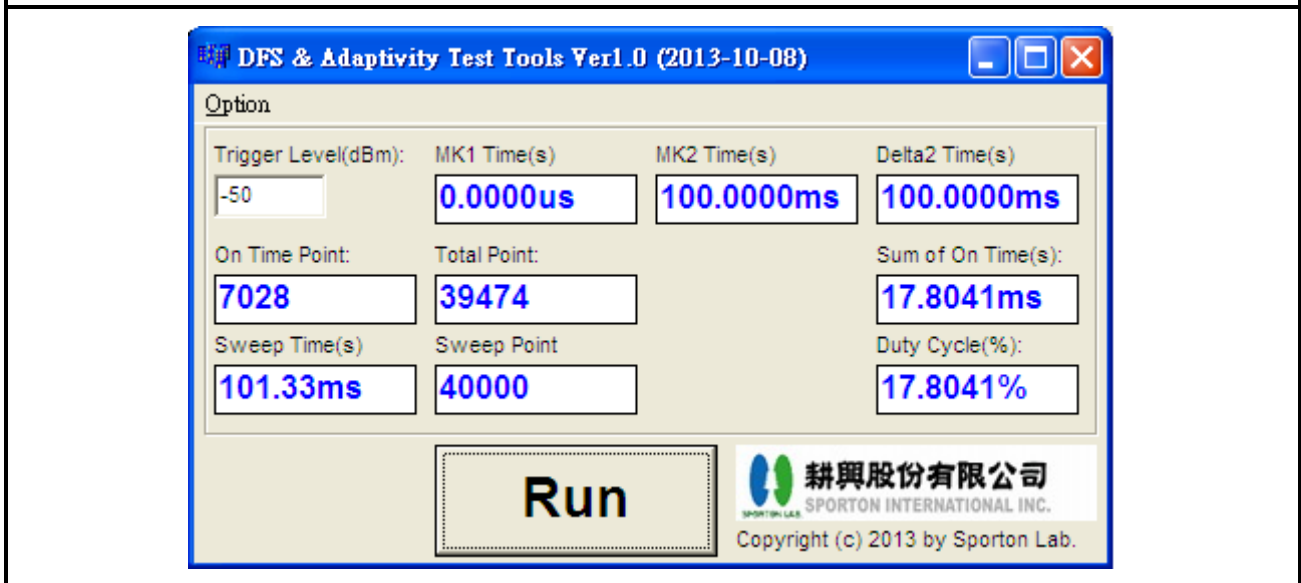 DFS & Adaptivity Test Tools Ver1.0 (2013-10-08)
Option
Trigger Level(dBm): MK1 Time(s) MK2 Time(s) Delta2 Time(s)
-50 0.0000us 100.0000ms 100.0000ms
On Time Point: Total Point: Sum of On Time(s):
7028 39474 17.8041ms
Sweep Time(s) Sweep Point Duty Cycle(%):
101.33ms 40000 17.8041%
Run
耕興股份有限公司
SPORTON LAB. SPORTON INTERNATIONAL INC.
Copyright (c) 2013 by Sporton Lab.